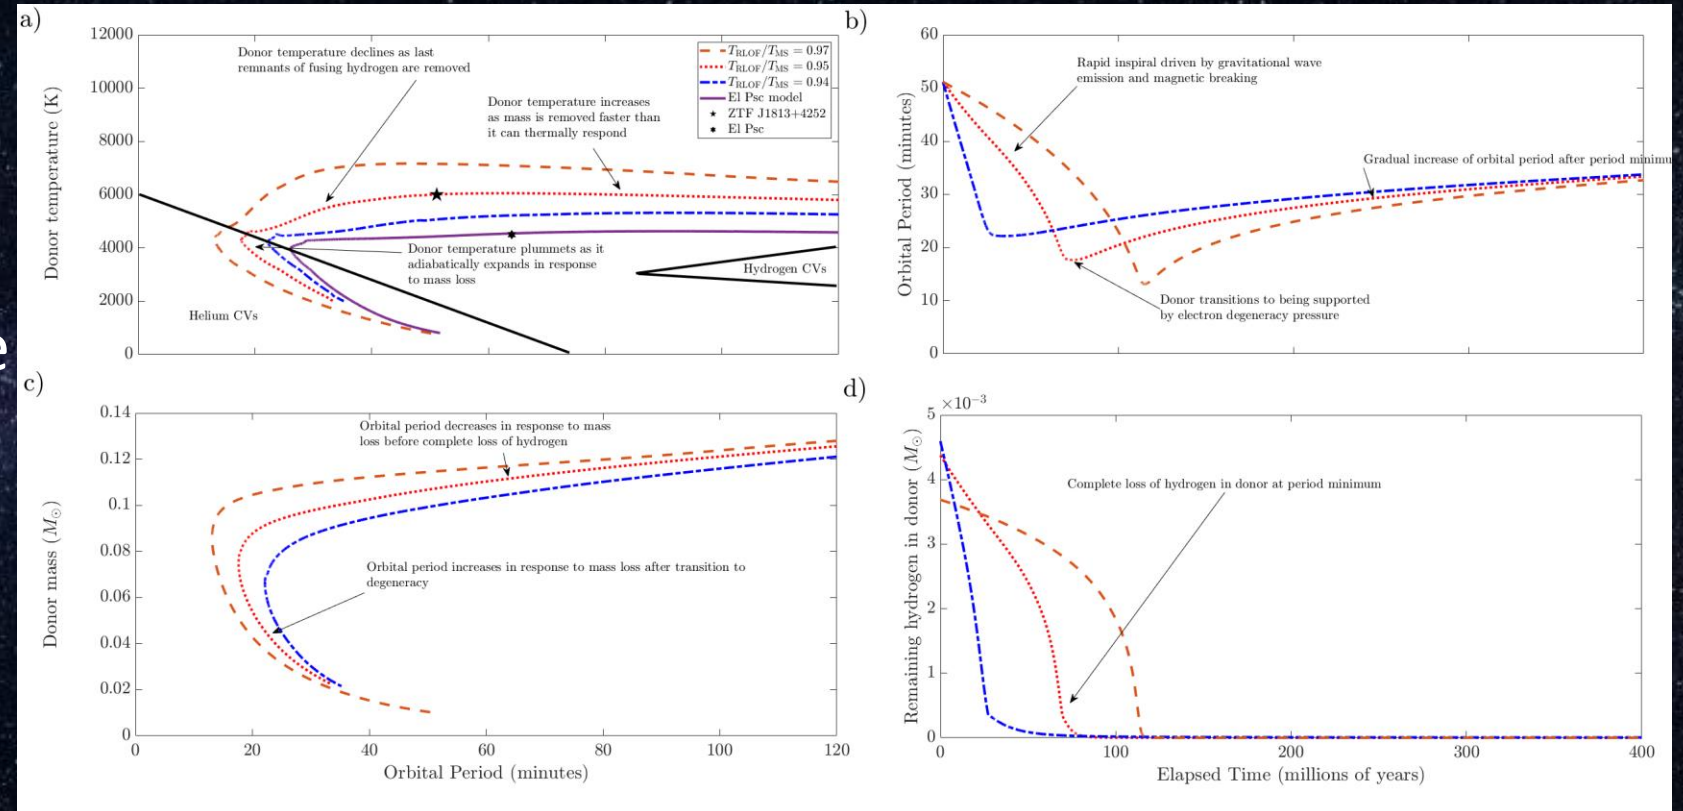 a)
12000
10000
8000
6000
4000
2000
0
Donor temperature (K)
Donor temperature declines as last
remnants of fusing hydrogen are removed
Donor temperature increases
as mass is removed faster than
it can thermally respond
T_RLOF/T_MS = 0.97
T_RLOF/T_MS = 0.95
T_RLOF/T_MS = 0.94
El Psc model
ZTF J1813+4252
El Psc
Donor temperature plummets as it
adiabatically expands in response
to mass loss
Hydrogen CVs
Helium CVs
b)
60
50
40
30
20
10
0
Orbital Period (minutes)
Rapid inspiral driven by gravitational wave
emission and magnetic breaking
Gradual increase of orbital period after period minimu
Donor transitions to being supported
by electron degeneracy pressure
e
c)
0.14
0.12
0.1
0.08
0.06
0.04
0.02
0
Donor mass (M☉)
Orbital period decreases in response to mass
loss before complete loss of hydrogen
Orbital period increases in response to mass loss after transition to
degeneracy
0 20 40 60 80 100 120
Orbital Period (minutes)
d)
×10⁻³
5
4
3
2
1
0
Remaining hydrogen in donor (M☉)
Complete loss of hydrogen in donor at period minimum
0 100 200 300 400
Elapsed Time (millions of years)